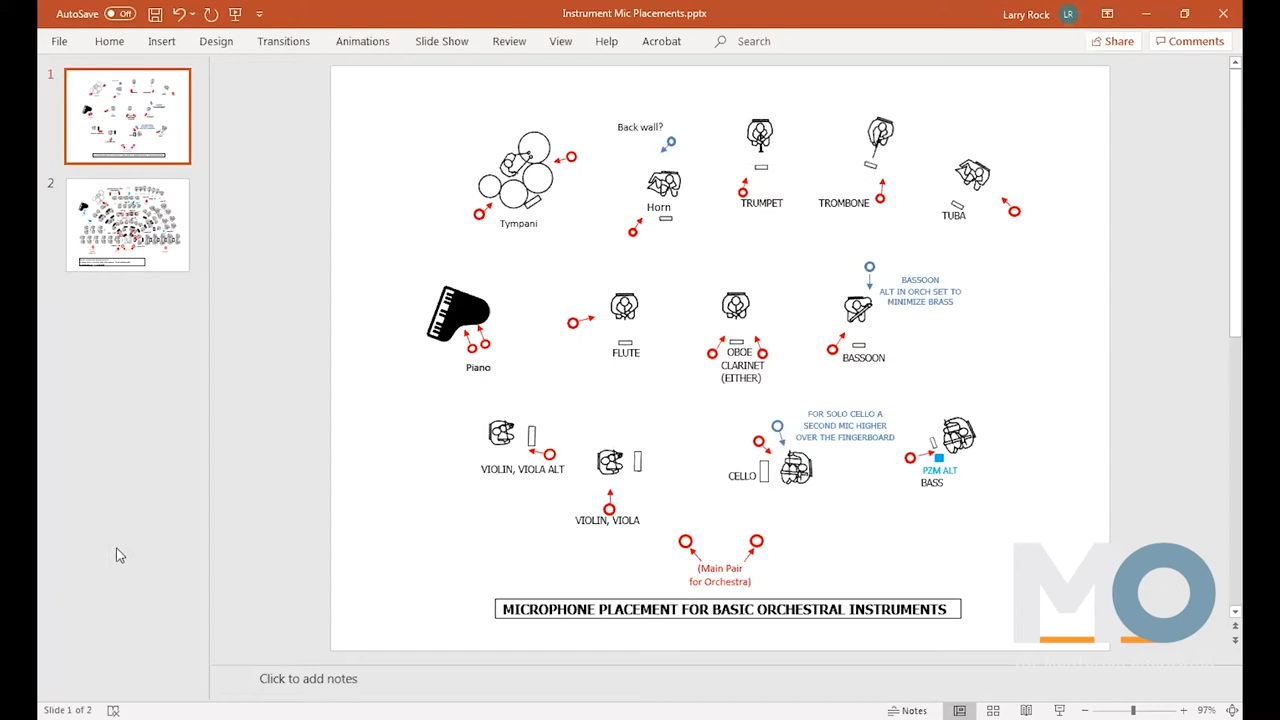 AutoSave Off
Instrument Mic Placements.pptx
Larry Rock LR
File Home Insert Design Transitions Animations Slide Show Review View Help Acrobat Search Share Comments
1
2
Back wall?
Tympani
Horn
TRUMPET
TROMBONE
TUBA
BASSOON
ALT IN ORCH SET TO
MINIMIZE BRASS
Piano
FLUTE
OBOE
CLARINET
(EITHER)
BASSOON
FOR SOLO CELLO A
SECOND MIC HIGHER
OVER THE FINGERBOARD
VIOLIN, VIOLA ALT
VIOLIN, VIOLA
CELLO
PZM ALT
BASS
(Main Pair
for Orchestra)
MICROPHONE PLACEMENT FOR BASIC ORCHESTRAL INSTRUMENTS
MO
Click to add notes
Slide 1 of 2
Notes
97%